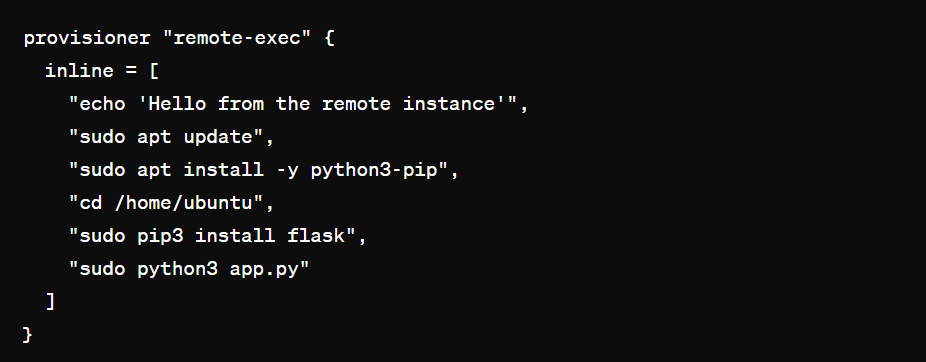 provisioner "remote-exec" {
  inline = [
    "echo 'Hello from the remote instance'",
    "sudo apt update",
    "sudo apt install -y python3-pip",
    "cd /home/ubuntu",
    "sudo pip3 install flask",
    "sudo python3 app.py"
  ]
}